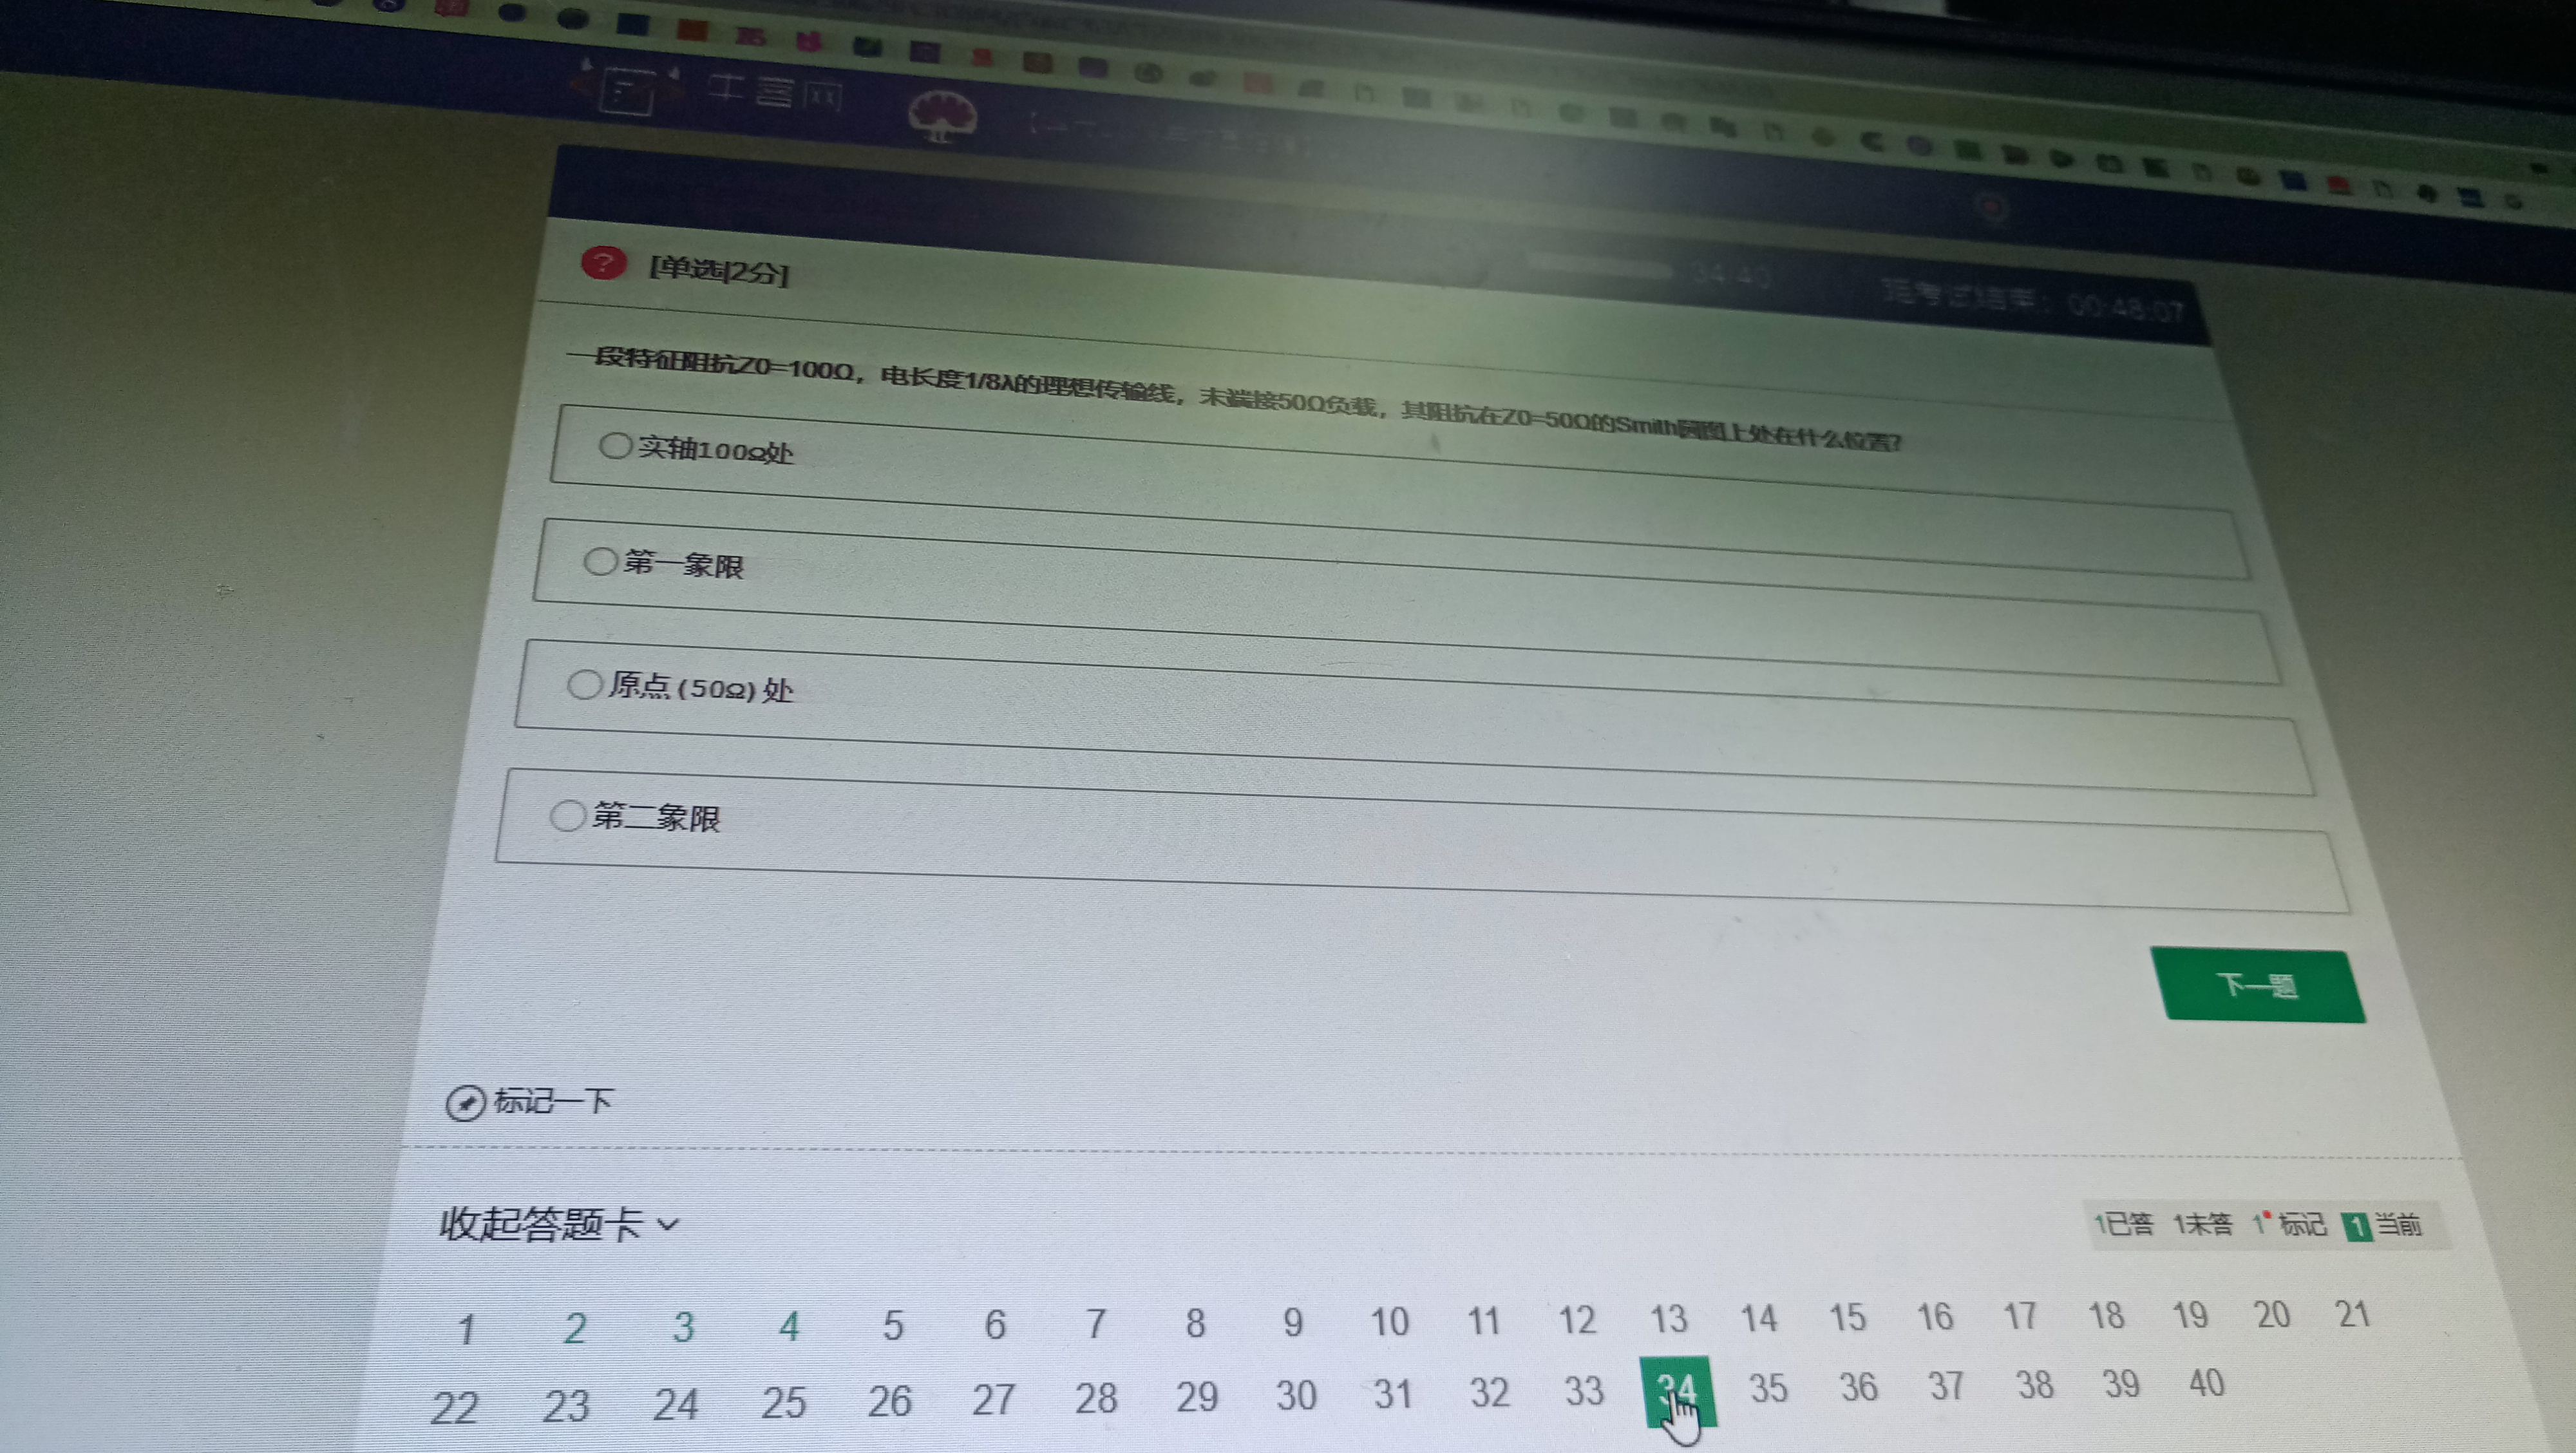 [单选|2分]
34:40
00:48:07
一段特征阻抗Z0=100Ω，电长度1/8λ的理想传输线，末端接50Ω负载，其阻抗在Z0=50Ω的Smith圆图上处在什么位置?
实轴100Ω处
第一象限
原点(50Ω)处
第二象限
下一题
标记一下
收起答题卡
1已答 1未答 1 标记 1 当前
1 2 3 4 5 6 7 8 9 10 11 12 13 14 15 16 17 18 19 20 21
22 23 24 25 26 27 28 29 30 31 32 33 34 35 36 37 38 39 40